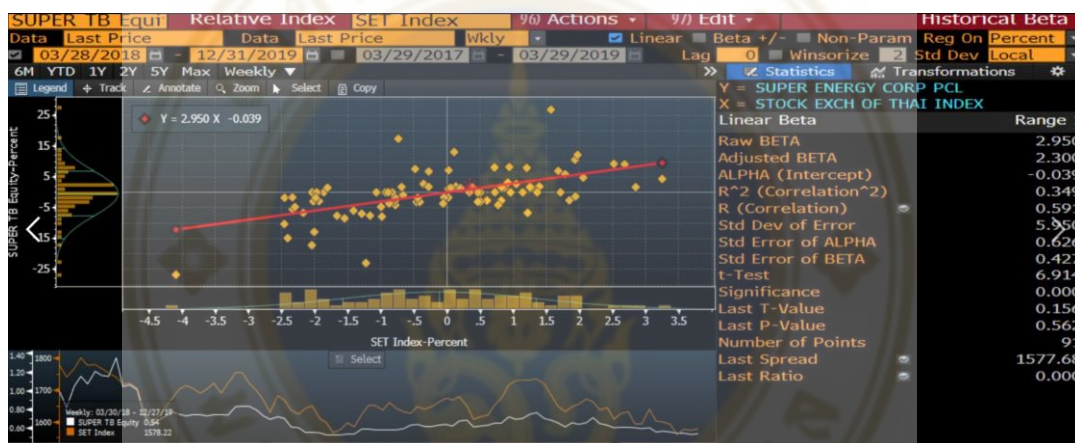 SUPER TB Equit Relative Index SET Index 96) Actions 97) Edit Historical Beta
Data Last Price Data Last Price Wkly Linear Beta +/- Non-Param Reg On Percent
03/28/2018 - 12/31/2019 03/29/2017 - 03/29/2019 Lag 0 Winsorize 2 Std Dev Local
6M YTD 1Y 2Y 5Y Max Weekly ▼ » Statistics Transformations
Legend + Track Annotate Zoom Select Copy
Y = SUPER ENERGY CORP PCL
X = STOCK EXCH OF THAI INDEX
Linear Beta Range
Raw BETA 2.950
Adjusted BETA 2.300
ALPHA (Intercept) -0.039
R^2 (Correlation^2) 0.349
R (Correlation) 0.591
Std Dev of Error 5.950
Std Error of ALPHA 0.626
Std Error of BETA 0.427
t-Test 6.914
Significance 0.000
Last T-Value 0.156
Last P-Value 0.562
Number of Points 91
Last Spread 1577.68
Last Ratio 0.000
Y = 2.950 X -0.039
SUPER TB Equity-Percent
25
15
5
-5
-15
-25
-4.5 -4 -3.5 -3 -2.5 -2 -1.5 -1 -.5 0 .5 1 1.5 2 2.5 3 3.5
SET Index-Percent
Select
1.40 1800
1.20
1.00 1700
0.80
0.60 1600
Weekly: 03/30/18 - 12/27/19
SUPER TB Equity 0.54
SET Index 1578.22